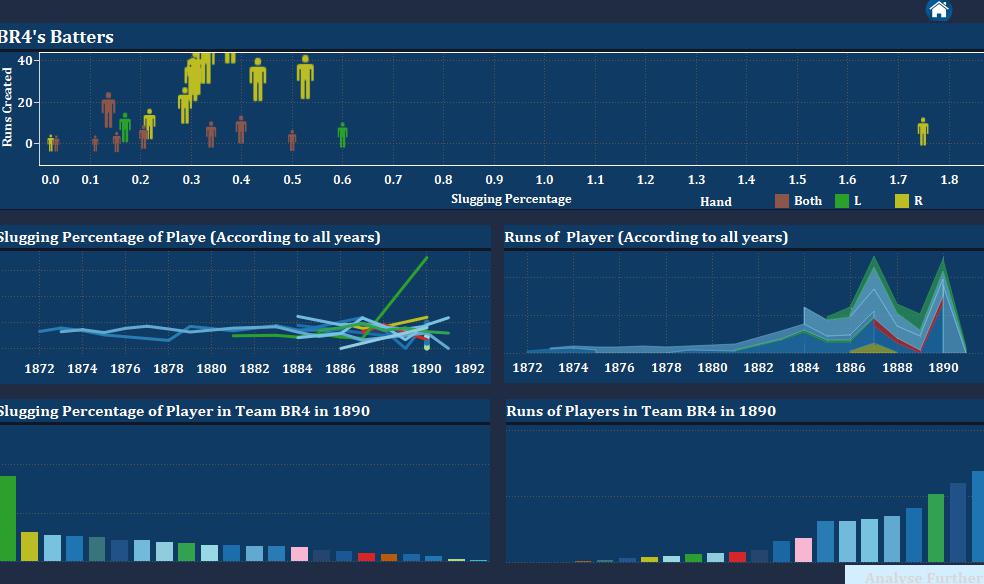 BR4's Batters
Runs Created
40
20
0
0.0 0.1 0.2 0.3 0.4 0.5 0.6 0.7 0.8 0.9 1.0 1.1 1.2 1.3 1.4 1.5 1.6 1.7 1.8
Slugging Percentage
Hand Both L R
Slugging Percentage of Playe (According to all years)
1872 1874 1876 1878 1880 1882 1884 1886 1888 1890 1892
Runs of Player (According to all years)
1872 1874 1876 1878 1880 1882 1884 1886 1888 1890
Slugging Percentage of Player in Team BR4 in 1890
Runs of Players in Team BR4 in 1890
Analyse Further